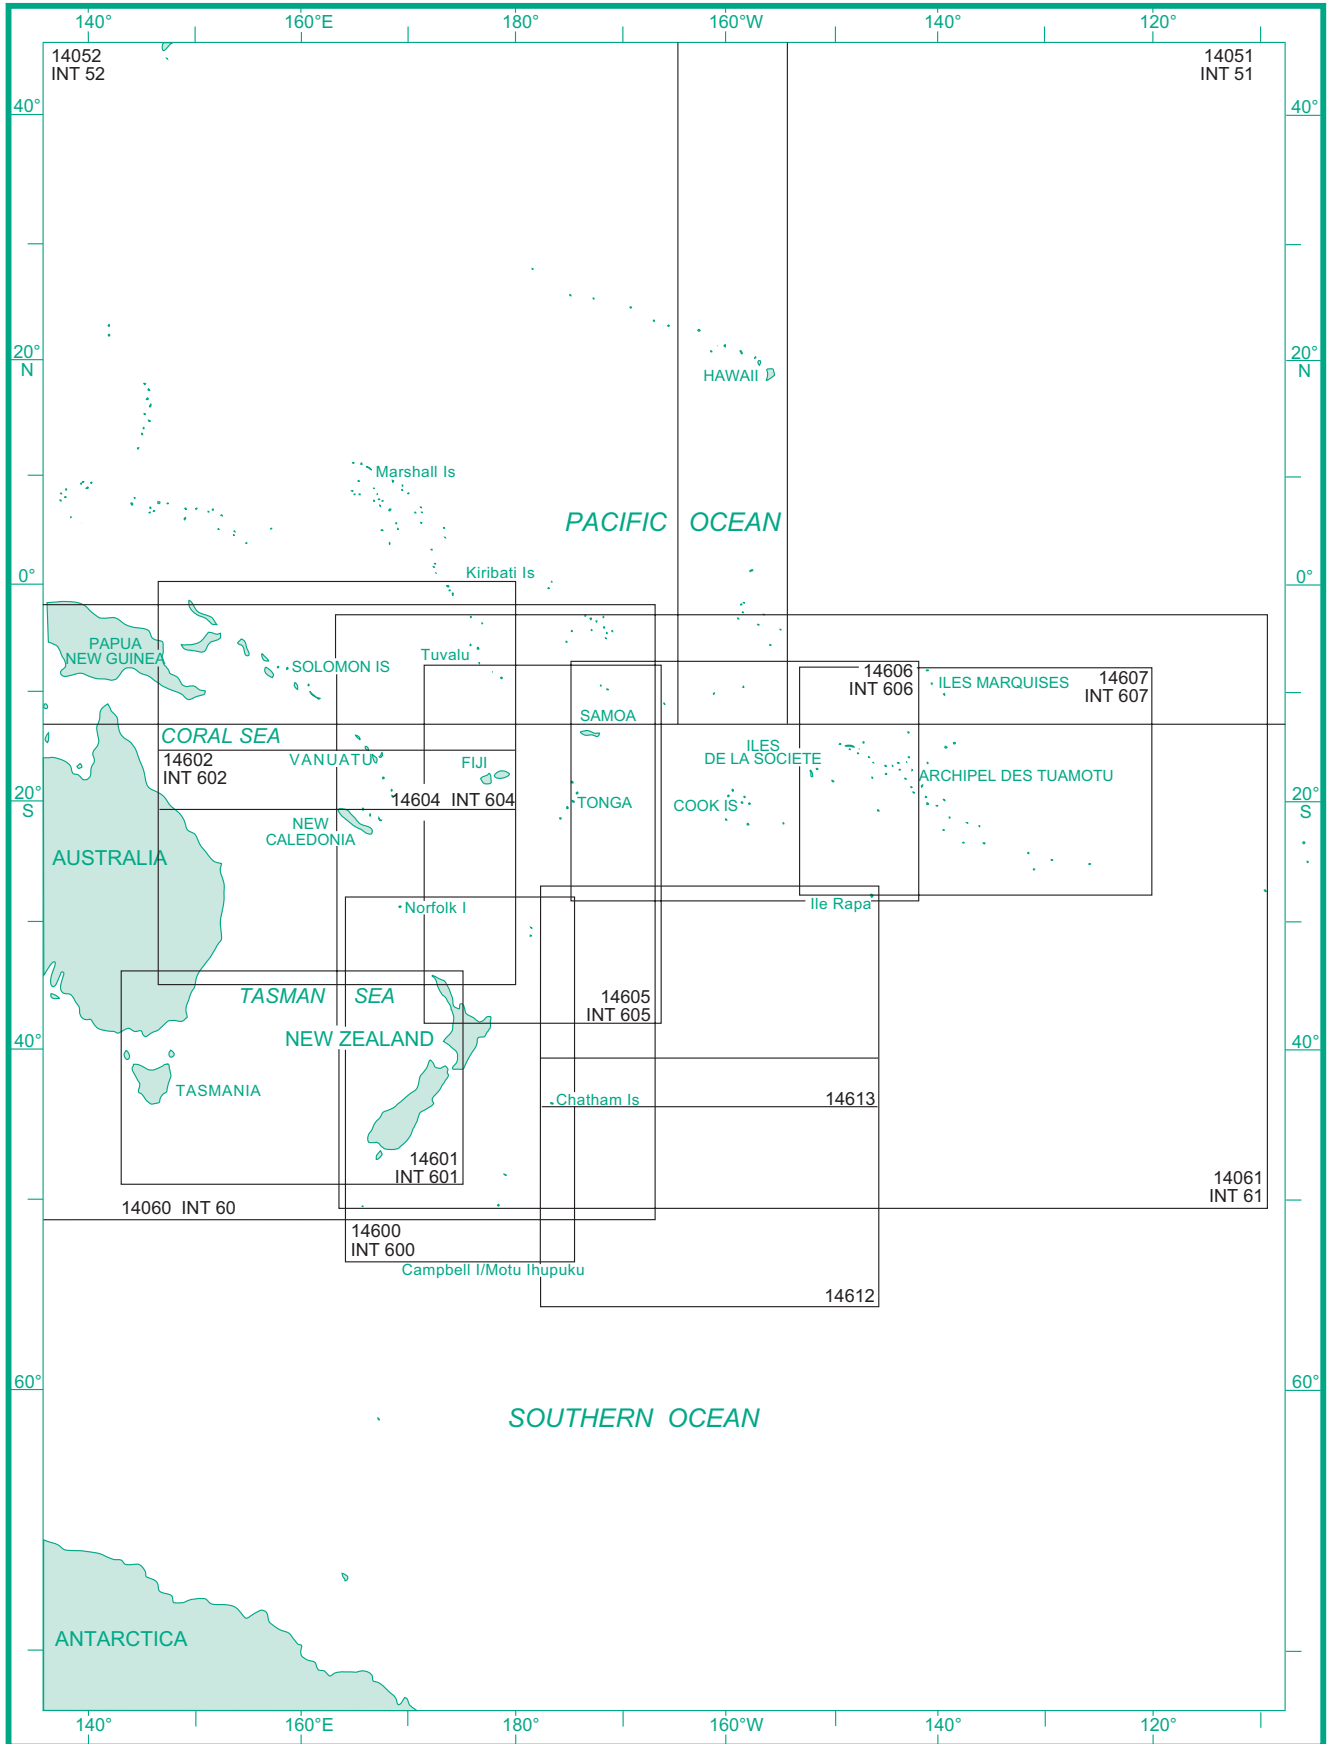 140°
160°E
180°
160°W
140°
120°
14052
INT 52
14051
INT 51
40°
40°
20°
N
20°
N
HAWAII
Marshall Is
PACIFIC OCEAN
0°
0°
Kiribati Is
PAPUA
NEW GUINEA
SOLOMON IS
Tuvalu
14606
INT 606
ILES MARQUISES
14607
INT 607
SAMOA
CORAL SEA
14602
INT 602
VANUATU
FIJI
ILES
DE LA SOCIETE
ARCHIPEL DES TUAMOTU
20°
S
20°
S
14604 INT 604
TONGA
COOK IS
NEW
CALEDONIA
AUSTRALIA
Norfolk I
Ile Rapa
TASMAN SEA
14605
INT 605
NEW ZEALAND
40°
40°
TASMANIA
Chatham Is
14613
14601
INT 601
14061
INT 61
14060 INT 60
14600
INT 600
Campbell I/Motu Ihupuku
14612
60°
60°
SOUTHERN OCEAN
ANTARCTICA
140°
160°E
180°
160°W
140°
120°